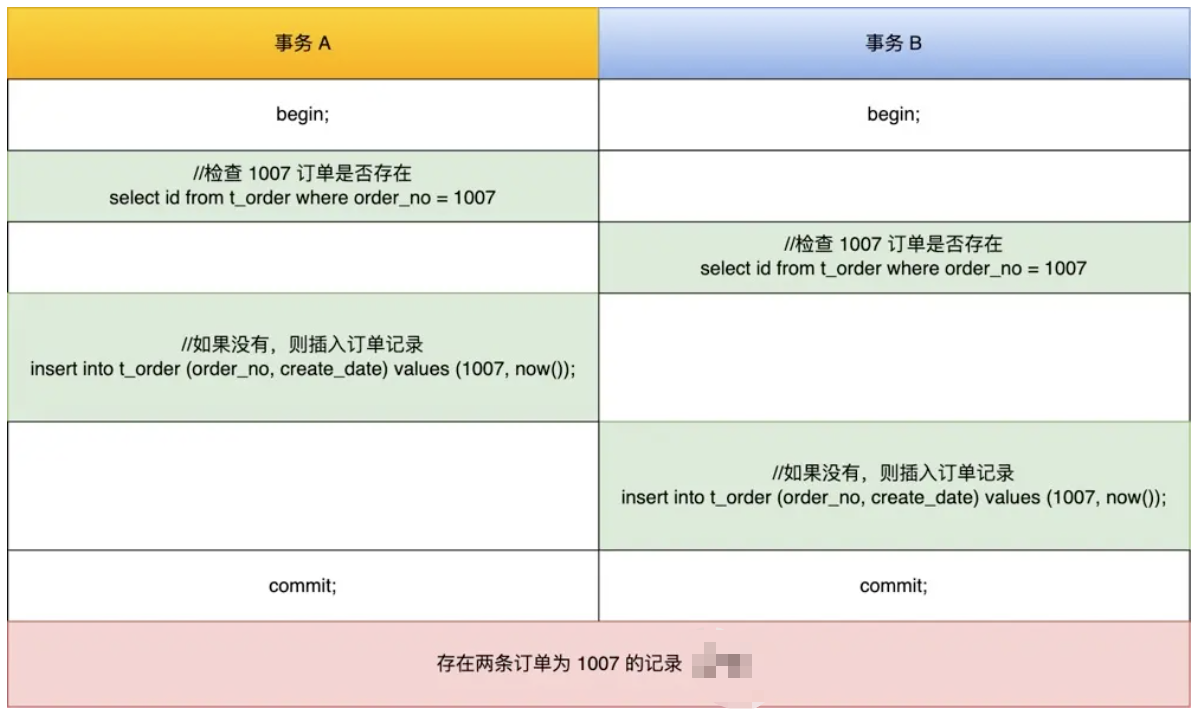 事务 A
事务 B
begin;
begin;
//检查 1007 订单是否存在
select id from t_order where order_no = 1007
//检查 1007 订单是否存在
select id from t_order where order_no = 1007
//如果没有，则插入订单记录
insert into t_order (order_no, create_date) values (1007, now());
//如果没有，则插入订单记录
insert into t_order (order_no, create_date) values (1007, now());
commit;
commit;
存在两条订单为 1007 的记录